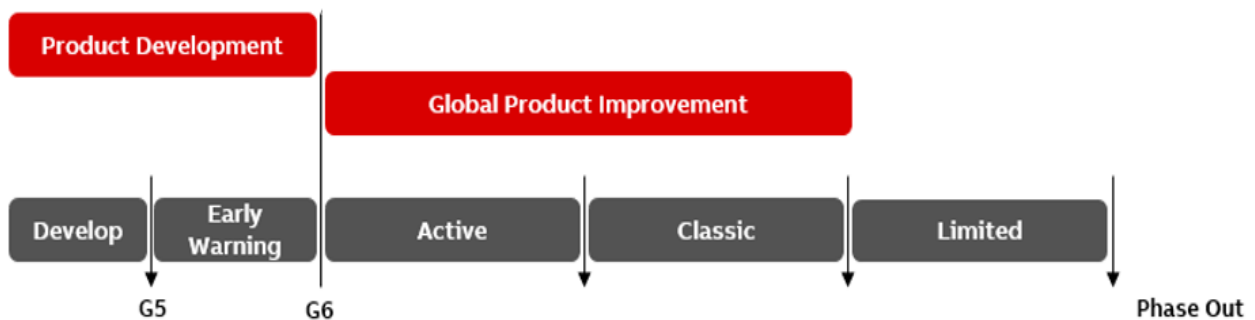 Product Development
Global Product Improvement
Develop
Early
Warning
Active
Classic
Limited
G5
G6
Phase Out